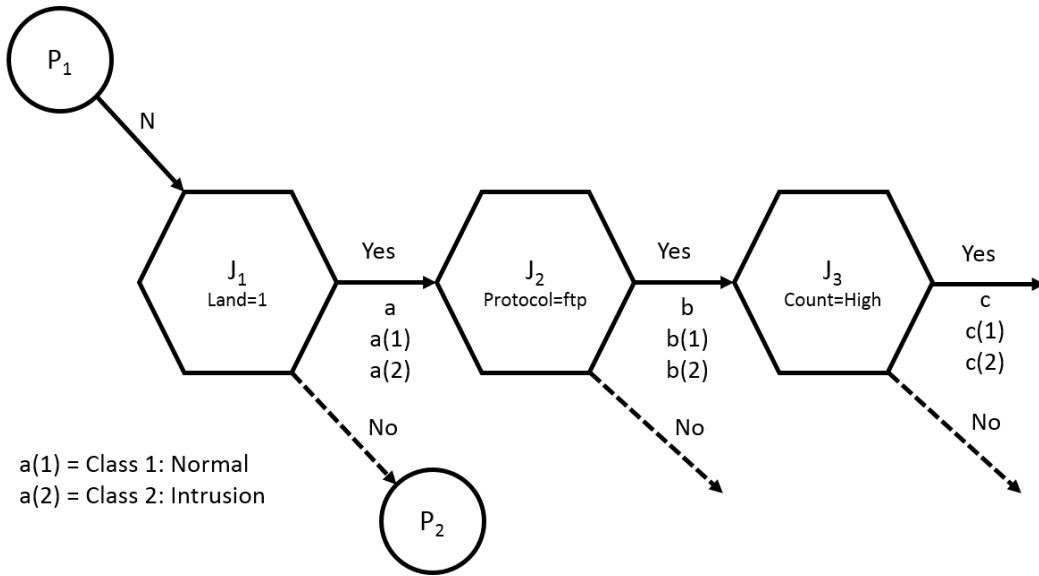 P1
N
J1
Land=1
Yes
a
a(1)
a(2)
No
P2
J2
Protocol=ftp
Yes
b
b(1)
b(2)
No
J3
Count=High
Yes
c
c(1)
c(2)
No
a(1) = Class 1: Normal
a(2) = Class 2: Intrusion